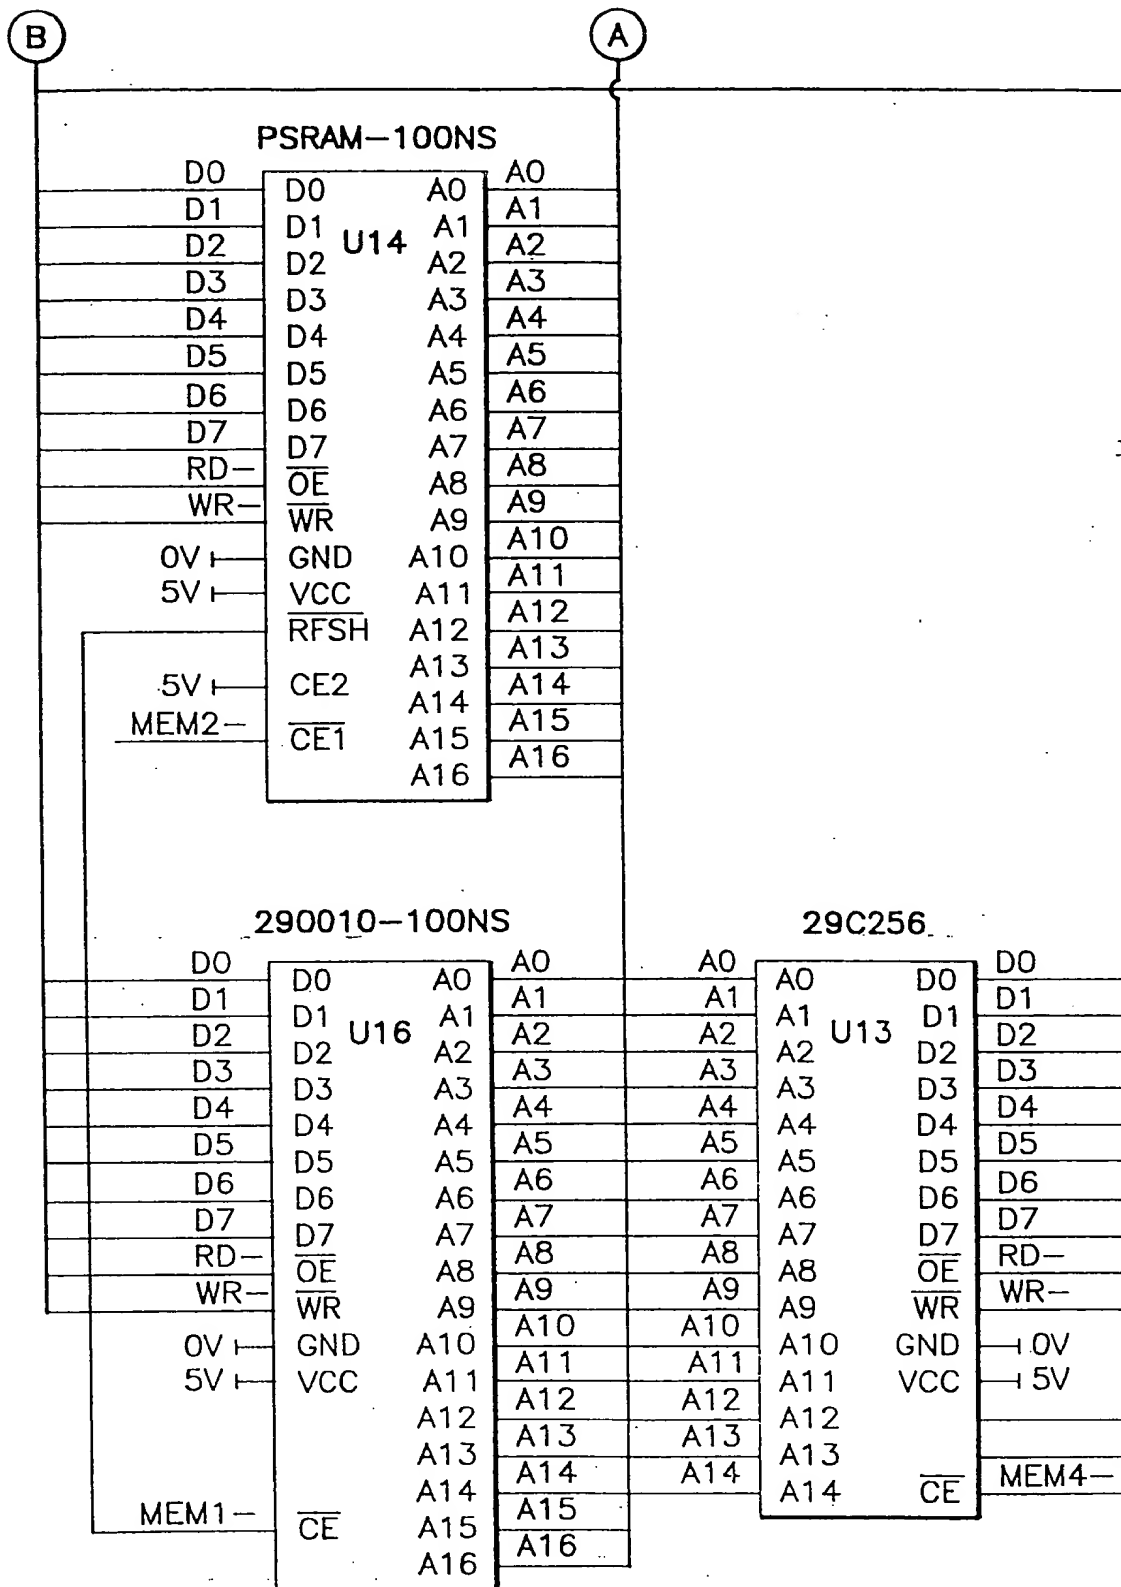 B A
PSRAM-100NS
D0 D0 A0 A0
D1 D1 U14 A1 A1
D2 D2 A2 A2
D3 D3 A3 A3
D4 D4 A4 A4
D5 D5 A5 A5
D6 D6 A6 A6
D7 D7 A7 A7
RD- OE A8 A8
WR- WR A9 A9
0V GND A10 A10
5V VCC A11 A11
RFSH A12 A12
A13 A13
5V CE2 A14 A14
MEM2- CE1 A15 A15
A16 A16
290010-100NS 29C256
D0 D0 A0 A0 A0 A0 D0 D0
D1 D1 U16 A1 A1 A1 A1 U13 D1 D1
D2 D2 A2 A2 A2 A2 D2 D2
D3 D3 A3 A3 A3 A3 D3 D3
D4 D4 A4 A4 A4 A4 D4 D4
D5 D5 A5 A5 A5 A5 D5 D5
D6 D6 A6 A6 A6 A6 D6 D6
D7 D7 A7 A7 A7 A7 D7 D7
RD- OE A8 A8 A8 A8 OE RD-
WR- WR A9 A9 A9 A9 WR WR-
0V GND A10 A10 A10 A10 GND 0V
5V VCC A11 A11 A11 A11 VCC 5V
A12 A12 A12 A12
A13 A13 A13 A13
A14 A14 A14 A14 CE MEM4-
MEM1- CE A15 A15
A16 A16